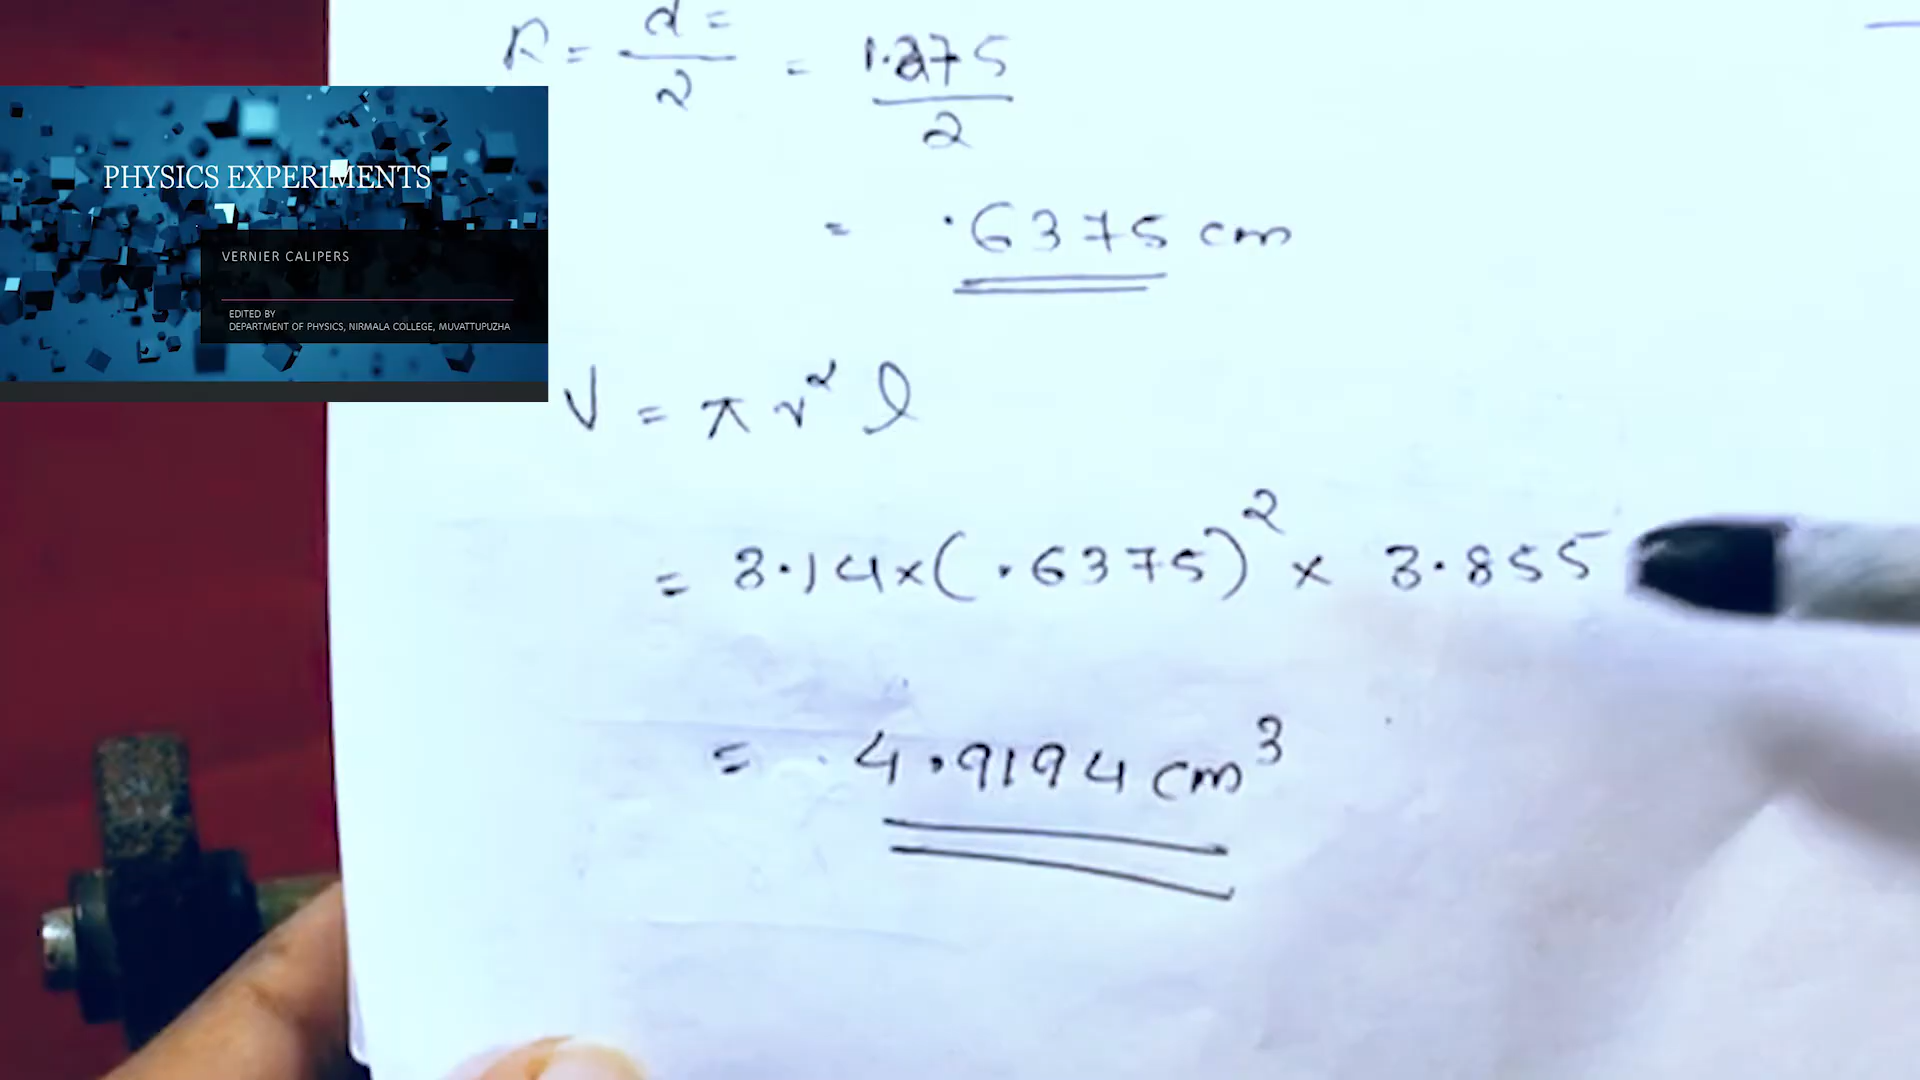 R = d/2 = 1.275/2
= .6375 cm
PHYSICS EXPERIMENTS
VERNIER CALIPERS
EDITED BY
DEPARTMENT OF PHYSICS, NIRMALA COLLEGE, MUVATTUPUZHA
V = π r² l
= 3.14 × (.6375)² × 3.855
= 4.9194 cm³